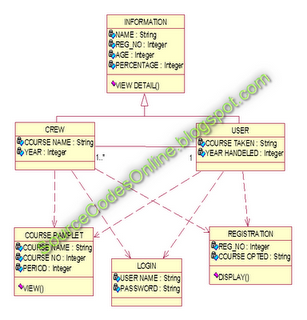 INFORMATION
NAME : String
REG_NO : Integer
AGE : Integer
PERCENTAGE : Integer
VIEW DETAIL()
CREW
COURSE NAME : String
YEAR : Integer
USER
COURSE TAKEN : String
YEAR HANDELED : Integer
1..*
1
COURSE PAMPLET
COURSE NAME : String
COURSE NO : Integer
PERIOD : Integer
VIEW()
LOGIN
USER NAME : String
PASSWORD : String
REGISTRATION
REG_NO : Integer
COURSE OPTED : String
DISPLAY()
SourceCodesOnline.blogspot.com